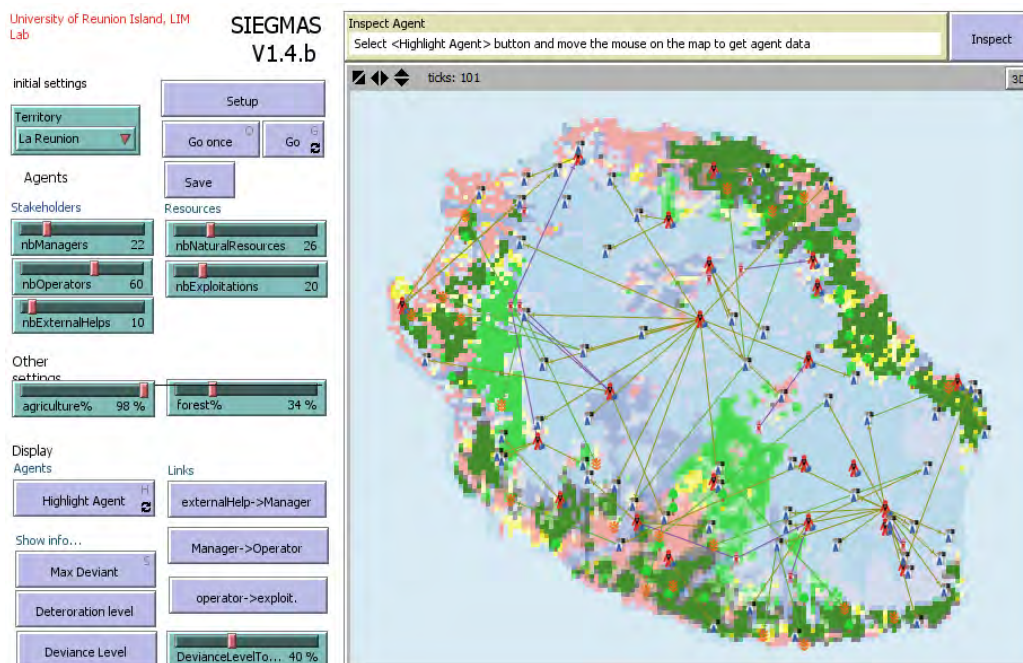 University of Reunion Island, LIM
Lab
SIEGMAS
V1.4.b
initial settings
Territory
La Reunion
Setup
Go once
O
Go
G
Save
Agents
Stakeholders
Resources
nbManagers 22
nbNaturalResources 26
nbOperators 60
nbExploitations 20
nbExternalHelps 10
Other
settings
agriculture% 98 %
forest% 34 %
Display
Agents
Links
Highlight Agent
H
externalHelp->Manager
Show info...
Manager->Operator
Max Deviant
S
Deteroration level
operator->exploit.
Deviance Level
DevianceLevelTo... 40 %
Inspect Agent
Select <Highlight Agent> button and move the mouse on the map to get agent data
Inspect
ticks: 101
3D